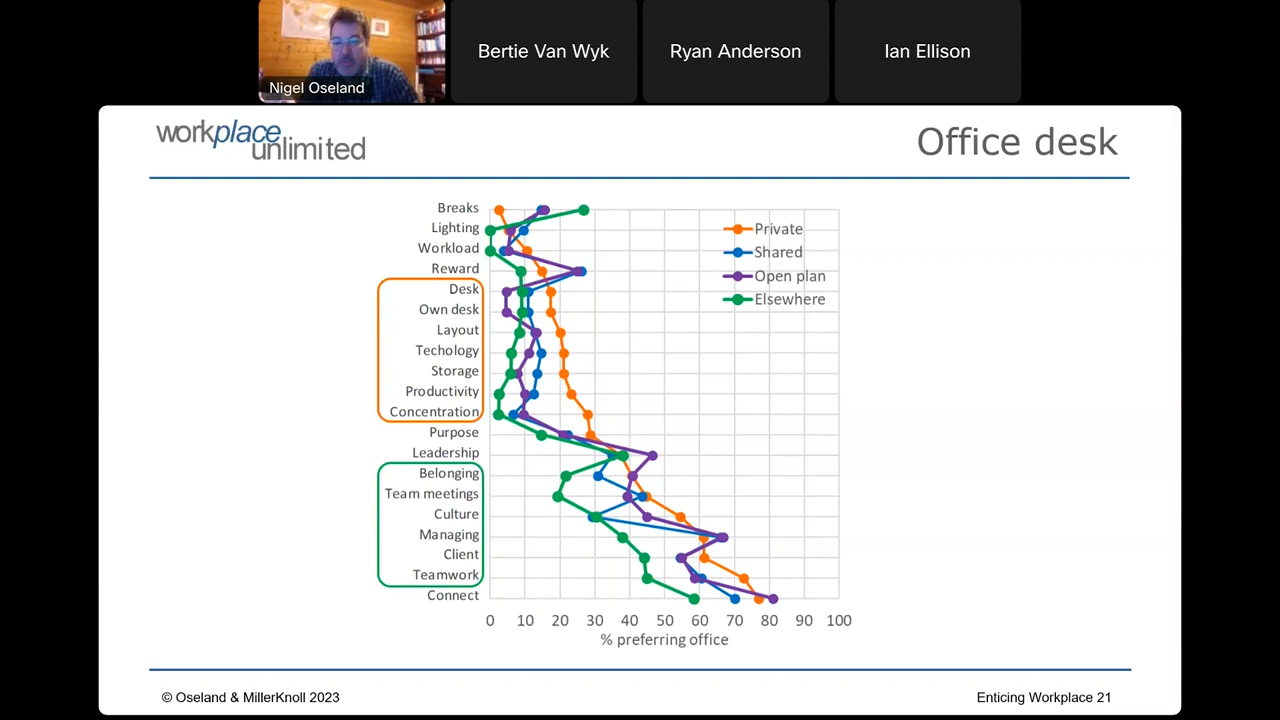 Nigel Oseland
Bertie Van Wyk
Ryan Anderson
Ian Ellison
workplace
unlimited
Office desk
Breaks
Lighting
Workload
Reward
Desk
Own desk
Layout
Techology
Storage
Productivity
Concentration
Purpose
Leadership
Belonging
Team meetings
Culture
Managing
Client
Teamwork
Connect
Private
Shared
Open plan
Elsewhere
0 10 20 30 40 50 60 70 80 90 100
% preferring office
© Oseland & MillerKnoll 2023
Enticing Workplace 21